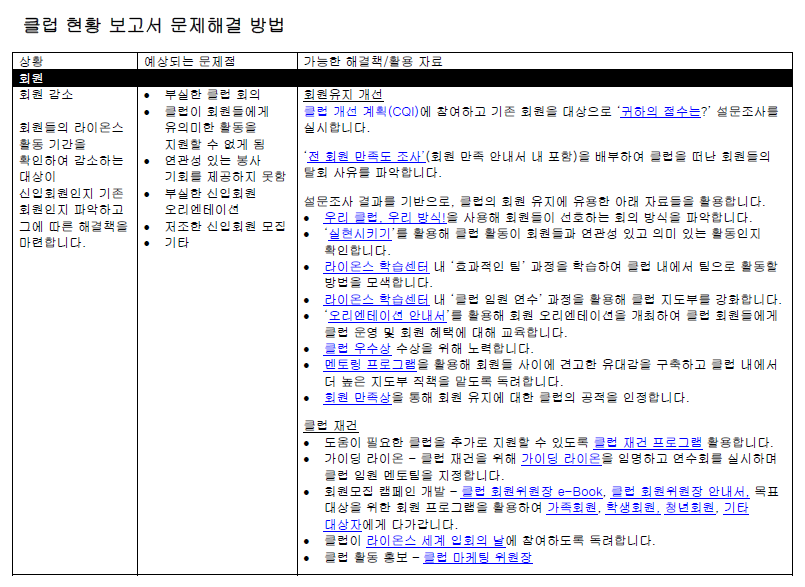 클럽 현황 보고서 문제해결 방법
상황 예상되는 문제점 가능한 해결책/활용 자료
회원
회원 감소
회원들의 라이온스
활동 기간을
확인하여 감소하는
대상이
신입회원인지 기존
회원인지 파악하고
그에 따른 해결책을
마련합니다.
• 부실한 클럽 회의
• 클럽이 회원들에게
유의미한 활동을
지원할 수 없게 됨
• 연관성 있는 봉사
기회를 제공하지 못함
• 부실한 신입회원
오리엔테이션
• 저조한 신입회원 모집
• 기타
회원유지 개선
클럽 개선 계획(CQI)에 참여하고 기존 회원을 대상으로 ‘귀하의 점수는?’ 설문조사를
실시합니다.
‘전 회원 만족도 조사’(회원 만족 안내서 내 포함)을 배부하여 클럽을 떠난 회원들의
탈회 사유를 파악합니다.
설문조사 결과를 기반으로, 클럽의 회원 유지에 유용한 아래 자료들을 활용합니다.
• 우리 클럽, 우리 방식!을 사용해 회원들이 선호하는 회의 방식을 파악합니다.
• ‘실현시키기’를 활용해 클럽 활동이 회원들과 연관성 있고 의미 있는 활동인지
확인합니다.
• 라이온스 학습센터 내 ‘효과적인 팀’ 과정을 학습하여 클럽 내에서 팀으로 활동할
방법을 모색합니다.
• 라이온스 학습센터 내 ‘클럽 임원 연수’ 과정을 활용해 클럽 지도부를 강화합니다.
• ‘오리엔테이션 안내서’를 활용해 회원 오리엔테이션을 개최하여 클럽 회원들에게
클럽 운영 및 회원 혜택에 대해 교육합니다.
• 클럽 우수상 수상을 위해 노력합니다.
• 멘토링 프로그램을 활용해 회원들 사이에 견고한 유대감을 구축하고 클럽 내에서
더 높은 지도부 직책을 맡도록 독려합니다.
• 회원 만족상을 통해 회원 유지에 대한 클럽의 공적을 인정합니다.
클럽 재건
• 도움이 필요한 클럽을 추가로 지원할 수 있도록 클럽 재건 프로그램 활용합니다.
• 가이딩 라이온 – 클럽 재건을 위해 가이딩 라이온을 임명하고 연수회를 실시하며
클럽 임원 멘토팀을 지정합니다.
• 회원모집 캠페인 개발 – 클럽 회원위원장 e-Book, 클럽 회원위원장 안내서, 목표
대상을 위한 회원 프로그램을 활용하여 가족회원, 학생회원, 청년회원, 기타
대상자에게 다가갑니다.
• 클럽이 라이온스 세계 입회의 날에 참여하도록 독려합니다.
• 클럽 활동 홍보 – 클럽 마케팅 위원장